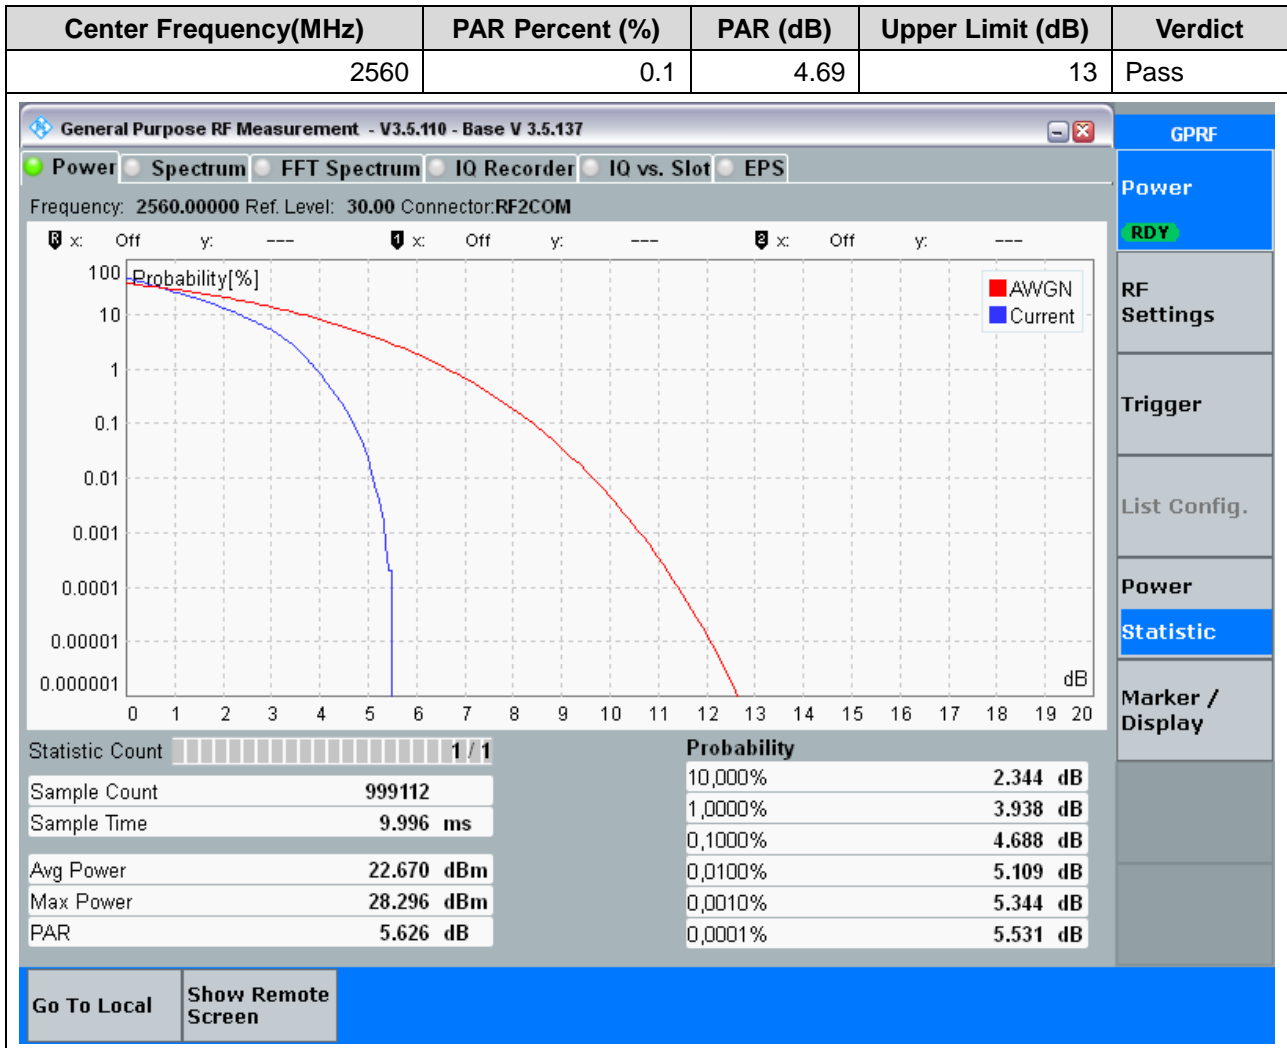 Center Frequency(MHz) PAR Percent (%) PAR (dB) Upper Limit (dB) Verdict
2560 0.1 4.69 13 Pass
General Purpose RF Measurement - V3.5.110 - Base V 3.5.137
GPRF
Power Spectrum FFT Spectrum IQ Recorder IQ vs. Slot EPS
Power
RDY
Frequency: 2560.00000 Ref. Level: 30.00 Connector:RF2COM
R x: Off y: --- 1 x: Off y: --- 2 x: Off y: ---
Probability[%]
AWGN
Current
100
10
1
0.1
0.01
0.001
0.0001
0.00001
0.000001
dB
0 1 2 3 4 5 6 7 8 9 10 11 12 13 14 15 16 17 18 19 20
RF
Settings
Trigger
List Config.
Power
Statistic
Marker /
Display
Statistic Count 1 / 1
Sample Count 999112
Sample Time 9.996 ms
Avg Power 22.670 dBm
Max Power 28.296 dBm
PAR 5.626 dB
Probability
10,000% 2.344 dB
1,0000% 3.938 dB
0,1000% 4.688 dB
0,0100% 5.109 dB
0,0010% 5.344 dB
0,0001% 5.531 dB
Go To Local
Show Remote
Screen